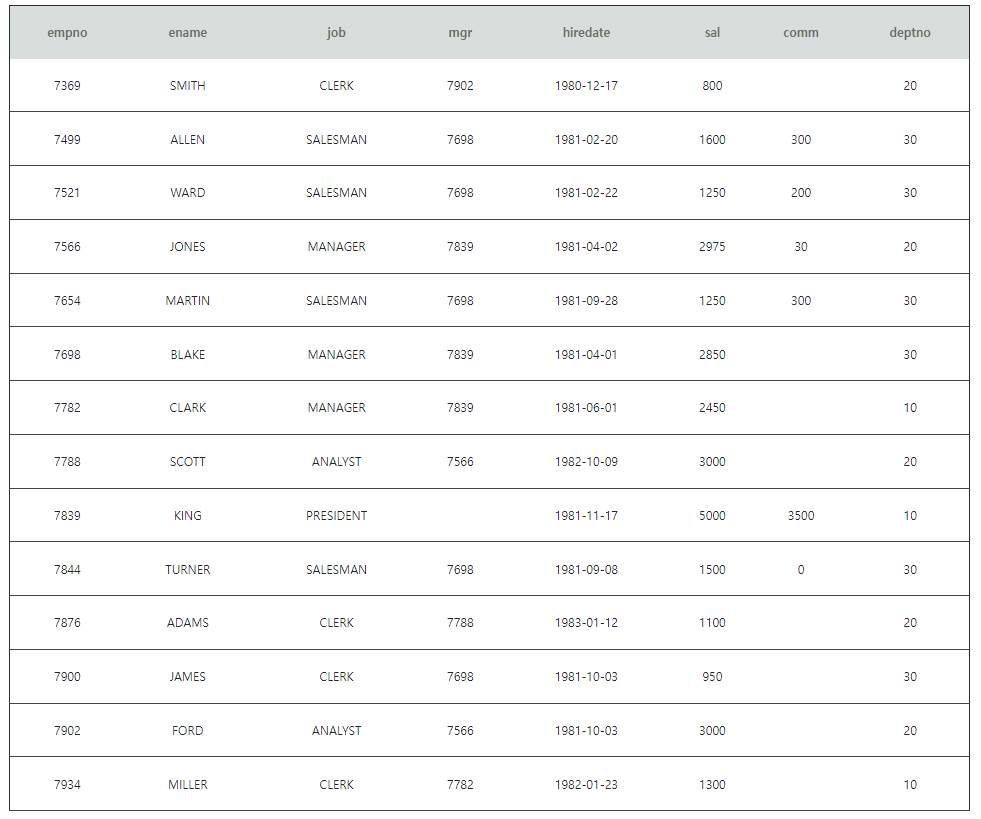 empno ename job mgr hiredate sal comm deptno
7369 SMITH CLERK 7902 1980-12-17 800 20
7499 ALLEN SALESMAN 7698 1981-02-20 1600 300 30
7521 WARD SALESMAN 7698 1981-02-22 1250 200 30
7566 JONES MANAGER 7839 1981-04-02 2975 30 20
7654 MARTIN SALESMAN 7698 1981-09-28 1250 300 30
7698 BLAKE MANAGER 7839 1981-04-01 2850 30
7782 CLARK MANAGER 7839 1981-06-01 2450 10
7788 SCOTT ANALYST 7566 1982-10-09 3000 20
7839 KING PRESIDENT 1981-11-17 5000 3500 10
7844 TURNER SALESMAN 7698 1981-09-08 1500 0 30
7876 ADAMS CLERK 7788 1983-01-12 1100 20
7900 JAMES CLERK 7698 1981-10-03 950 30
7902 FORD ANALYST 7566 1981-10-03 3000 20
7934 MILLER CLERK 7782 1982-01-23 1300 10